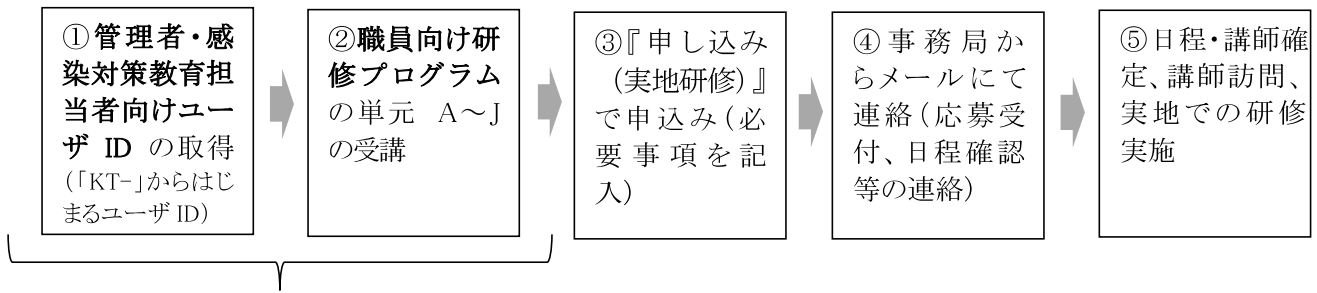 ①管理者・感
染対策教育担
当者向けユー
ザ ID の取得
（「KT-」からはじ
まるユーザ ID）
②職員向け研
修プログラム
の単元 A～J
の受講
③『申し込み
（実地研修）』
で申込み（必
要事項を記
入）
④事務局か
らメールにて
連絡（応募受
付、日程確認
等の連絡）
⑤日程・講師確
定、講師訪問、
実地での研修
実施